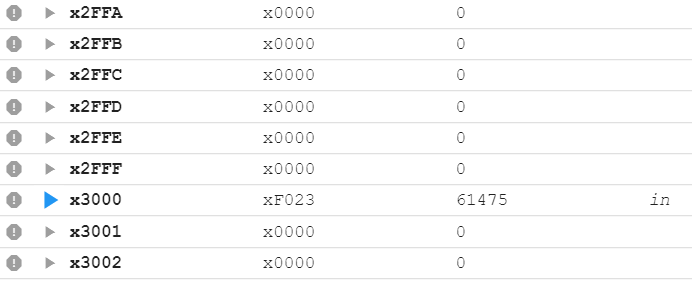 x2FFA x0000 0
x2FFB x0000 0
x2FFC x0000 0
x2FFD x0000 0
x2FFE x0000 0
x2FFF x0000 0
x3000 xF023 61475 in
x3001 x0000 0
x3002 x0000 0